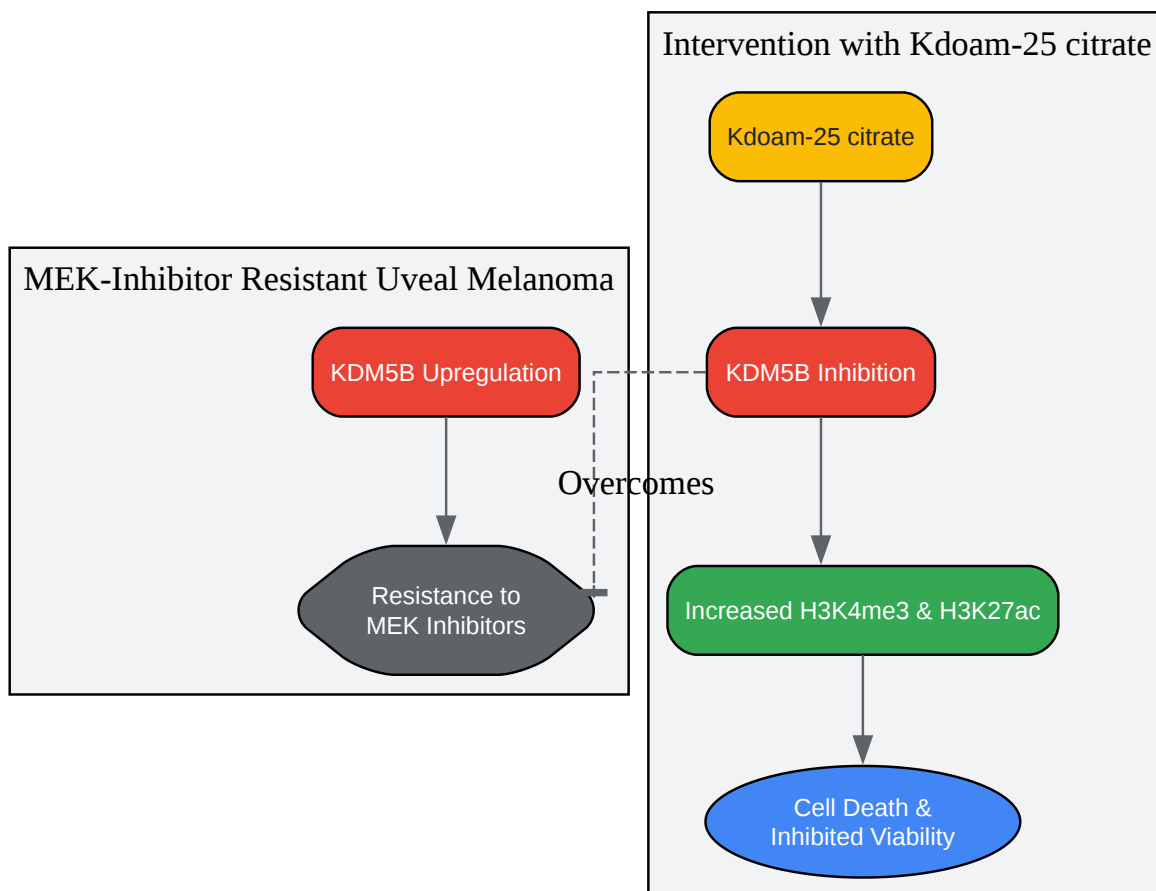 Intervention with Kdoam-25 citrate
Kdoam-25 citrate
MEK-Inhibitor Resistant Uveal Melanoma
KDM5B Upregulation
KDM5B Inhibition
Overcomes
Resistance to
MEK Inhibitors
Increased H3K4me3 & H3K27ac
Cell Death &
Inhibited Viability